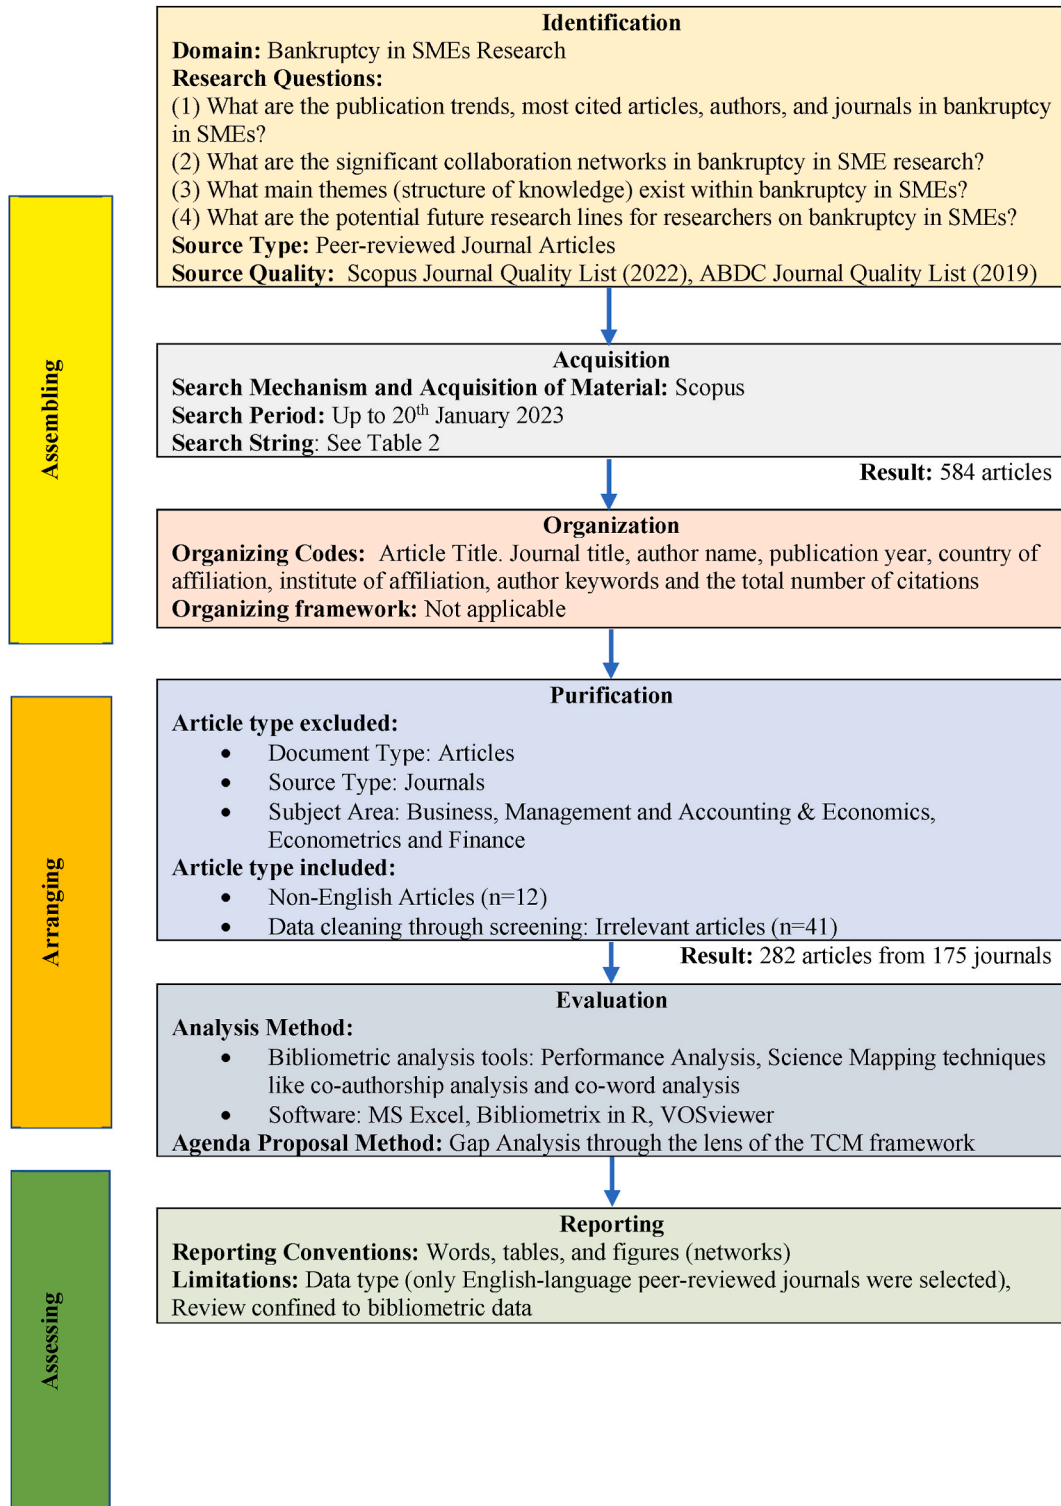 Identification
Domain: Bankruptcy in SMEs Research
Research Questions:
(1) What are the publication trends, most cited articles, authors, and journals in bankruptcy
in SMEs?
(2) What are the significant collaboration networks in bankruptcy in SME research?
(3) What main themes (structure of knowledge) exist within bankruptcy in SMEs?
(4) What are the potential future research lines for researchers on bankruptcy in SMEs?
Source Type: Peer-reviewed Journal Articles
Source Quality: Scopus Journal Quality List (2022), ABDC Journal Quality List (2019)
Assembling
Acquisition
Search Mechanism and Acquisition of Material: Scopus
Search Period: Up to 20th January 2023
Search String: See Table 2
Result: 584 articles
Organization
Organizing Codes: Article Title. Journal title, author name, publication year, country of
affiliation, institute of affiliation, author keywords and the total number of citations
Organizing framework: Not applicable
Arranging
Purification
Article type excluded:
• Document Type: Articles
• Source Type: Journals
• Subject Area: Business, Management and Accounting & Economics,
Econometrics and Finance
Article type included:
• Non-English Articles (n=12)
• Data cleaning through screening: Irrelevant articles (n=41)
Result: 282 articles from 175 journals
Evaluation
Analysis Method:
• Bibliometric analysis tools: Performance Analysis, Science Mapping techniques
like co-authorship analysis and co-word analysis
• Software: MS Excel, Bibliometrix in R, VOSviewer
Agenda Proposal Method: Gap Analysis through the lens of the TCM framework
Assessing
Reporting
Reporting Conventions: Words, tables, and figures (networks)
Limitations: Data type (only English-language peer-reviewed journals were selected),
Review confined to bibliometric data